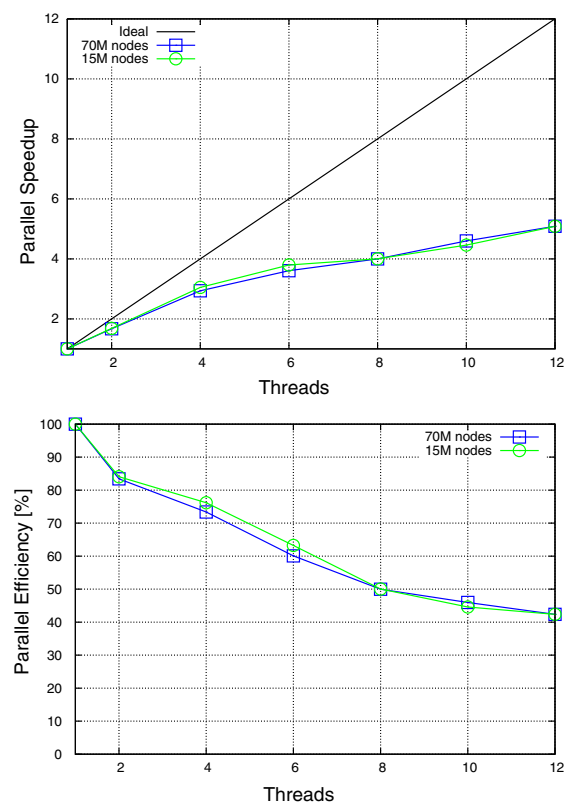 Ideal
70M nodes
15M nodes
12
10
8
6
4
2
Parallel Speedup
2 4 6 8 10 12
Threads
70M nodes
15M nodes
100
90
80
70
60
50
40
30
20
10
0
Parallel Efficiency [%]
2 4 6 8 10 12
Threads